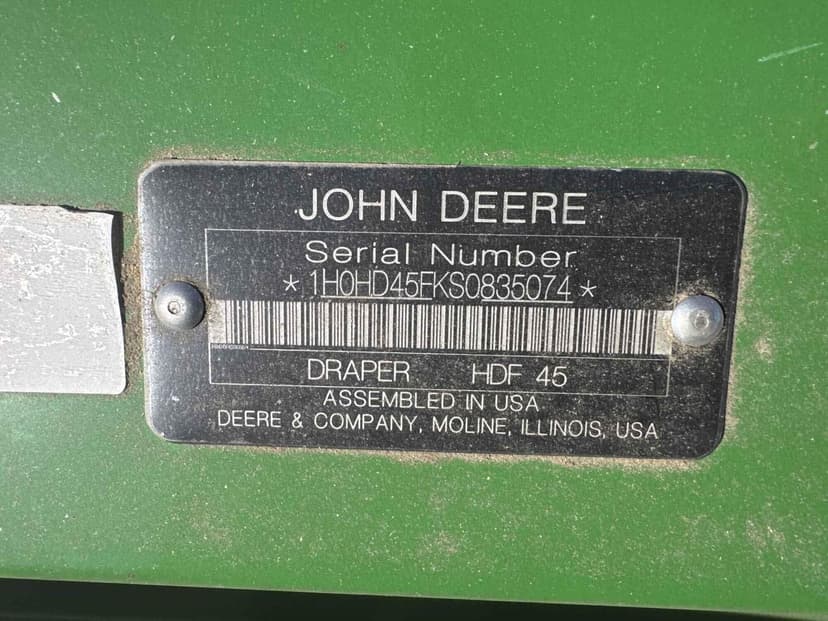 JOHN DEERE
Serial Number
*1H0HD45FKS0835074*
DRAPER HDF 45
ASSEMBLED IN USA
DEERE & COMPANY, MOLINE, ILLINOIS, USA